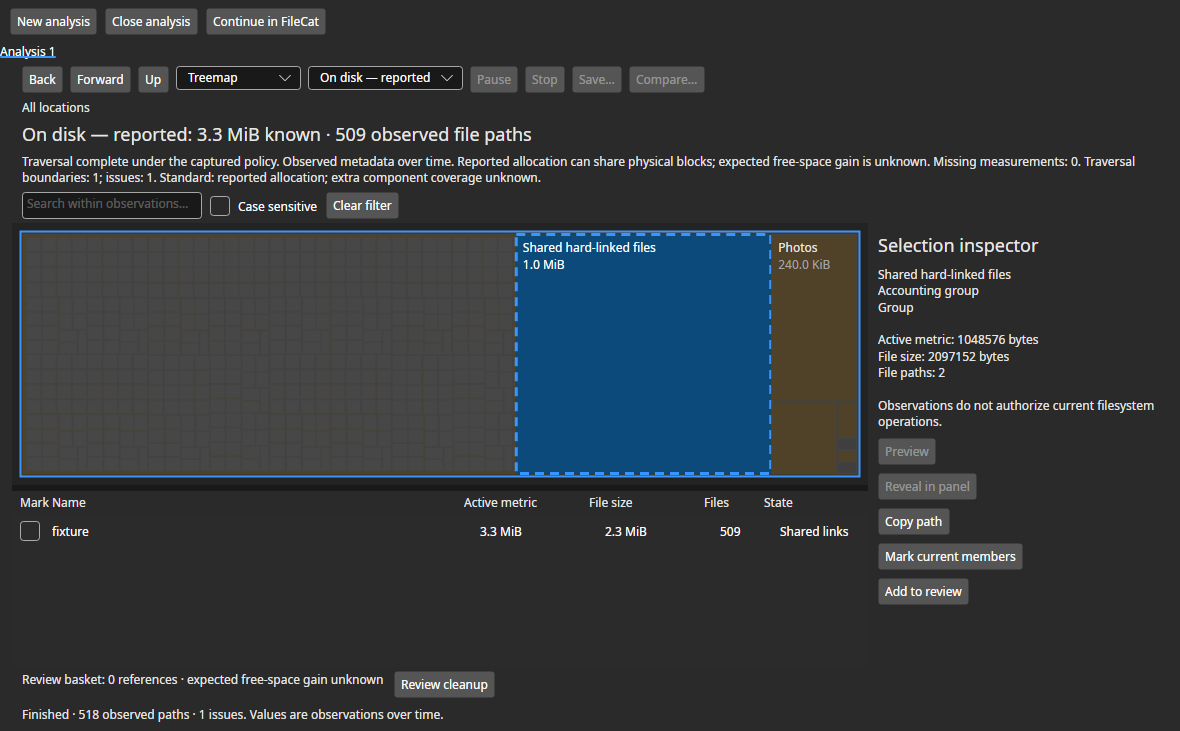 New analysis Close analysis Continue in FileCat
Analysis 1
Back Forward Up Treemap On disk — reported Pause Stop Save... Compare...
All locations
On disk — reported: 3.3 MiB known · 509 observed file paths
Traversal complete under the captured policy. Observed metadata over time. Reported allocation can share physical blocks; expected free-space gain is unknown. Missing measurements: 0. Traversal
boundaries: 1; issues: 1. Standard: reported allocation; extra component coverage unknown.
Search within observations... Case sensitive Clear filter
Shared hard-linked files
1.0 MiB
Photos
240.0 KiB
Selection inspector
Shared hard-linked files
Accounting group
Group
Active metric: 1048576 bytes
File size: 2097152 bytes
File paths: 2
Observations do not authorize current filesystem
operations.
Preview
Reveal in panel
Copy path
Mark current members
Add to review
Mark Name Active metric File size Files State
fixture 3.3 MiB 2.3 MiB 509 Shared links
Review basket: 0 references · expected free-space gain unknown Review cleanup
Finished · 518 observed paths · 1 issues. Values are observations over time.